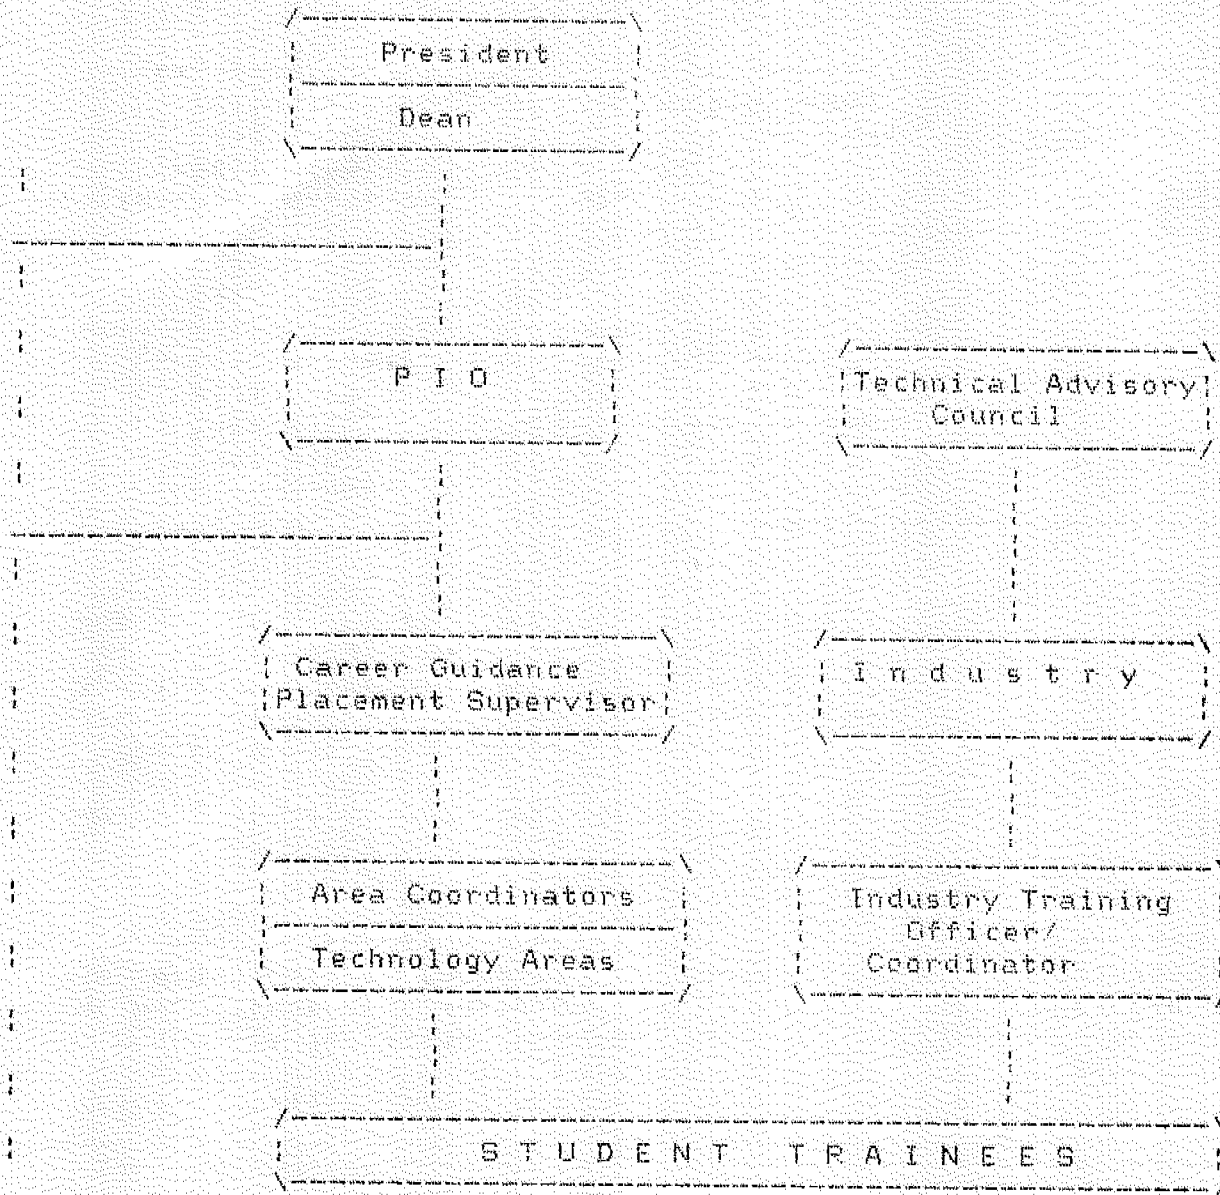 President
Dean
P I O
Technical Advisory
Council
Career Guidance
Placement Supervisor
I n d u s t r y
Area Coordinators
Technology Areas
Industry Training
Officer/
Coordinator
S T U D E N T   T R A I N E E S